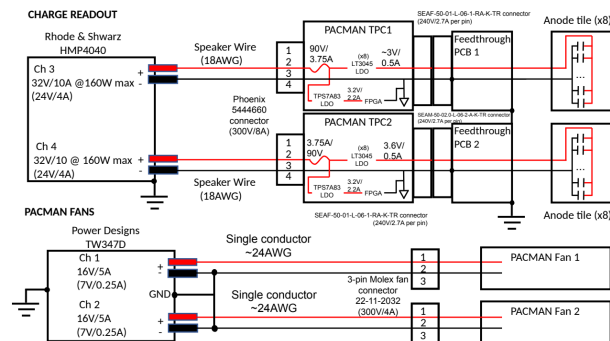 CHARGE READOUT
Rhode & Shwarz
HMP4040
Ch 3
32V/10A @160W max
(24V/4A)
+
-
Ch 4
32V/10 @ 160W max
(24V/4A)
+
-
Speaker Wire
(18AWG)
Speaker Wire
(18AWG)
Phoenix
5444660
connector
(300V/8A)
1
2
3
4
1
2
3
4
PACMAN TPC1
90V/
3.75A
(x8)
LT3045
LDO
~3V/
0.5A
TPS7A83
LDO
3.2V/
2.2A
FPGA
PACMAN TPC2
3.75A/
90V
(x8)
LT3045
LDO
3.6V/
0.5A
TPS7A83
LDO
3.2V/
2.2A
FPGA
SEAF-50-01-L-06-1-RA-K-TR connector
(240V/2.7A per pin)
SEAM-50-02.0-L-06-2-A-K-TR connector
(240V/2.7A per pin)
SEAF-50-01-L-06-1-RA-K-TR connector
(240V/2.7A per pin)
Feedthrough
PCB 1
Feedthrough
PCB 2
Anode tile (x8)
...
Anode tile (x8)
...
Anode tile (x8)
PACMAN FANS
Power Designs
TW347D
Ch 1
16V/5A
(7V/0.25A)
+
-
GND
Ch 2
16V/5A
(7V/0.25A)
+
-
Single conductor
~24AWG
Single conductor
~24AWG
3-pin Molex fan
connector
22-11-2032
(300V/4A)
1
2
3
1
2
3
PACMAN Fan 1
PACMAN Fan 2